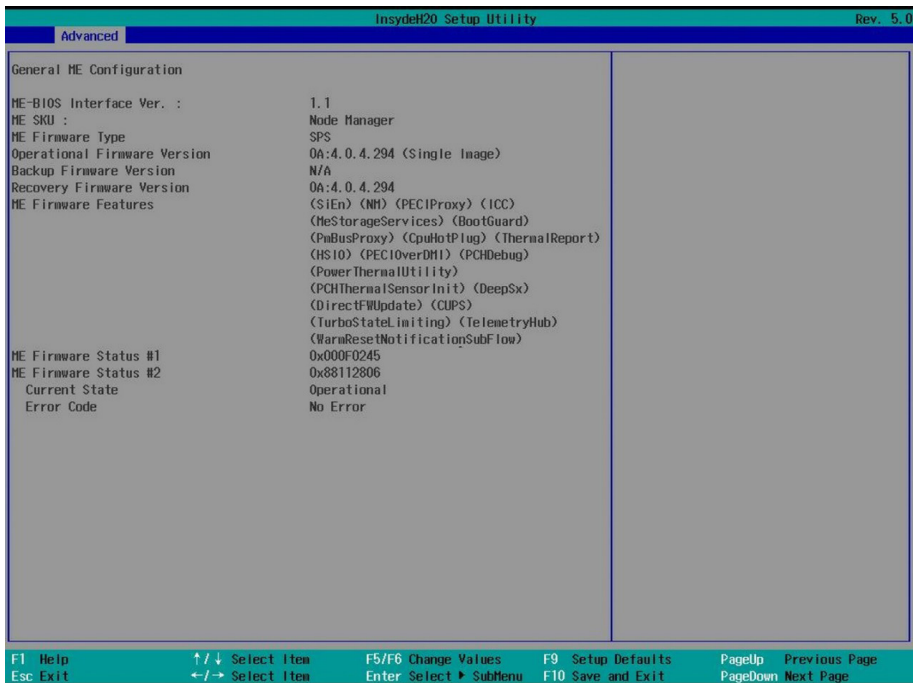 InsydeH20 Setup Utility Rev. 5.0
Advanced
General ME Configuration
ME-BIOS Interface Ver. : 1.1
ME SKU : Node Manager
ME Firmware Type SPS
Operational Firmware Version 0A:4.0.4.294 (Single Image)
Backup Firmware Version N/A
Recovery Firmware Version 0A:4.0.4.294
ME Firmware Features (SiEn) (NM) (PECIProxy) (ICC)
(MeStorageServices) (BootGuard)
(PmBusProxy) (CpuHotPlug) (ThermalReport)
(HSIO) (PECIOverDMI) (PCHDebug)
(PowerThermalUtility)
(PCHThermalSensorInit) (DeepSx)
(DirectFWUpdate) (CUPS)
(TurboStateLimiting) (TelemetryHub)
(WarmResetNotificationSubFlow)
ME Firmware Status #1 0x000F0245
ME Firmware Status #2 0x88112806
Current State Operational
Error Code No Error
F1 Help ↑/↓ Select Item F5/F6 Change Values F9 Setup Defaults PageUp Previous Page
Esc Exit ←/→ Select Item Enter Select ▶ SubMenu F10 Save and Exit PageDown Next Page